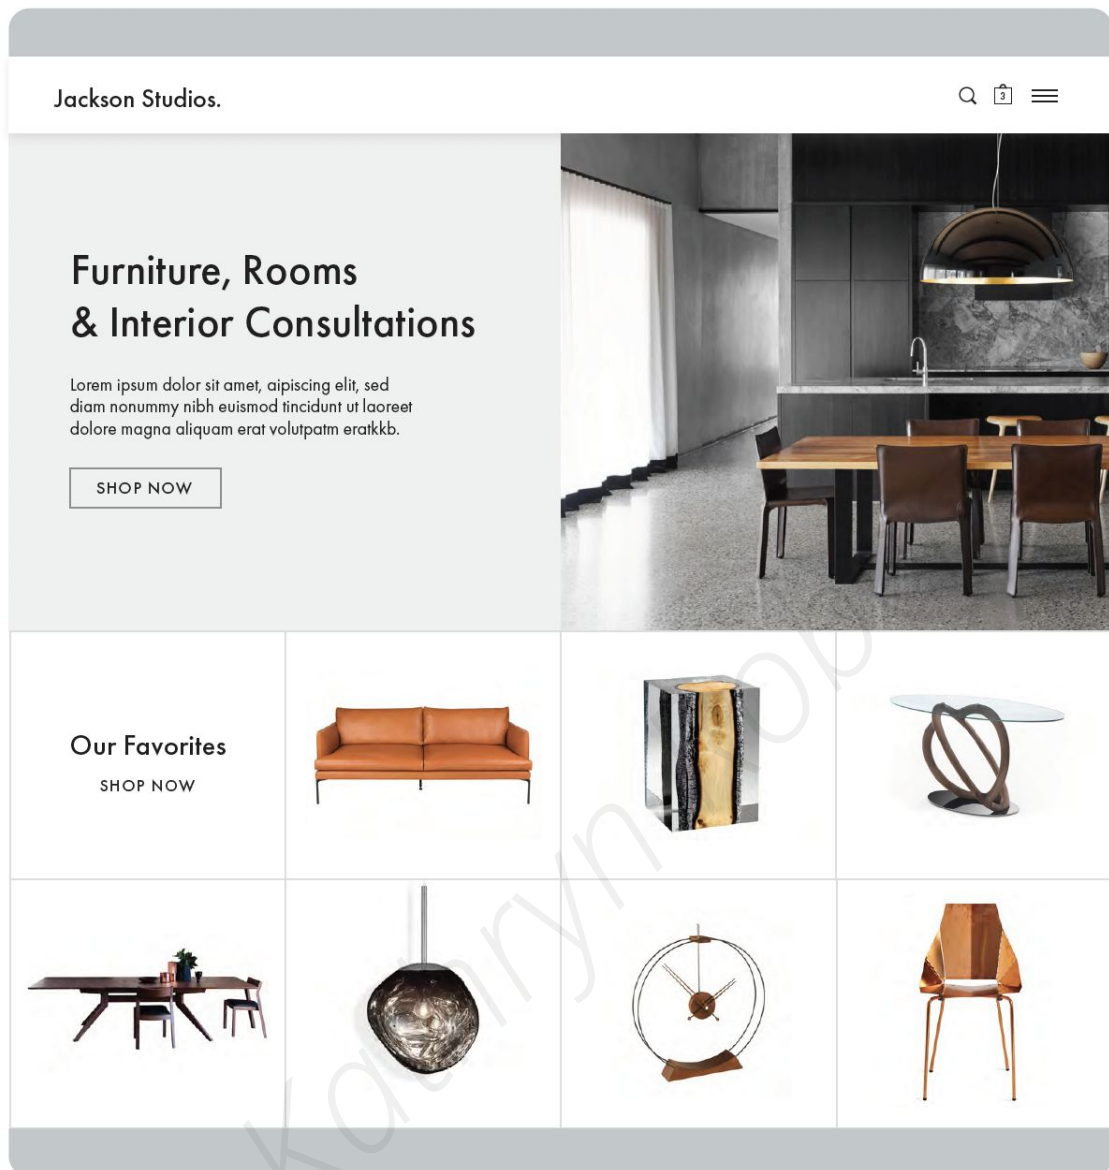 Jackson Studios.
3
Furniture, Rooms
& Interior Consultations
Lorem ipsum dolor sit amet, aipiscing elit, sed
diam nonummy nibh euismod tincidunt ut laoreet
dolore magna aliquam erat volutpatm eratkkb.
SHOP NOW
Our Favorites
SHOP NOW